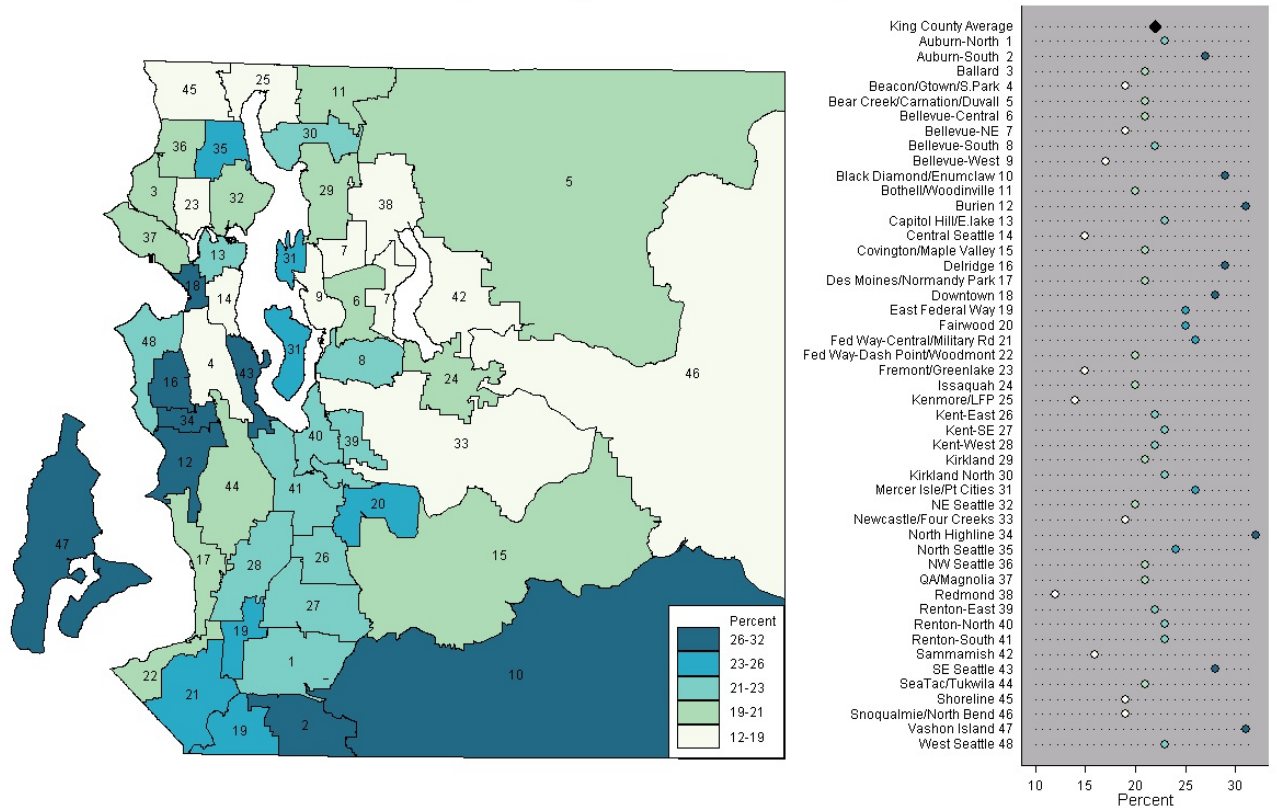 45
25
11
30
36
35
5
3
23
32
29
38
37
13
7
31
18
14
9
6
7
42
48
31
4
8
16
43
24
46
34
40
39
33
12
44
41
20
47
17
28
26
15
27
19
1
10
22
21
2
19
Percent
26-32
23-26
21-23
19-21
12-19
King County Average
Auburn-North 1
Auburn-South 2
Ballard 3
Beacon/Gtown/S.Park 4
Bear Creek/Carnation/Duvall 5
Bellevue-Central 6
Bellevue-NE 7
Bellevue-South 8
Bellevue-West 9
Black Diamond/Enumclaw 10
Bothell/Woodinville 11
Burien 12
Capitol Hill/E.lake 13
Central Seattle 14
Covington/Maple Valley 15
Delridge 16
Des Moines/Normandy Park 17
Downtown 18
East Federal Way 19
Fairwood 20
Fed Way-Central/Military Rd 21
Fed Way-Dash Point/Woodmont 22
Fremont/Greenlake 23
Issaquah 24
Kenmore/LFP 25
Kent-East 26
Kent-SE 27
Kent-West 28
Kirkland 29
Kirkland North 30
Mercer Isle/Pt Cities 31
NE Seattle 32
Newcastle/Four Creeks 33
North Highline 34
North Seattle 35
NW Seattle 36
QA/Magnolia 37
Redmond 38
Renton-East 39
Renton-North 40
Renton-South 41
Sammamish 42
SE Seattle 43
SeaTac/Tukwila 44
Shoreline 45
Snoqualmie/North Bend 46
Vashon Island 47
West Seattle 48
10 15 20 25 30
Percent